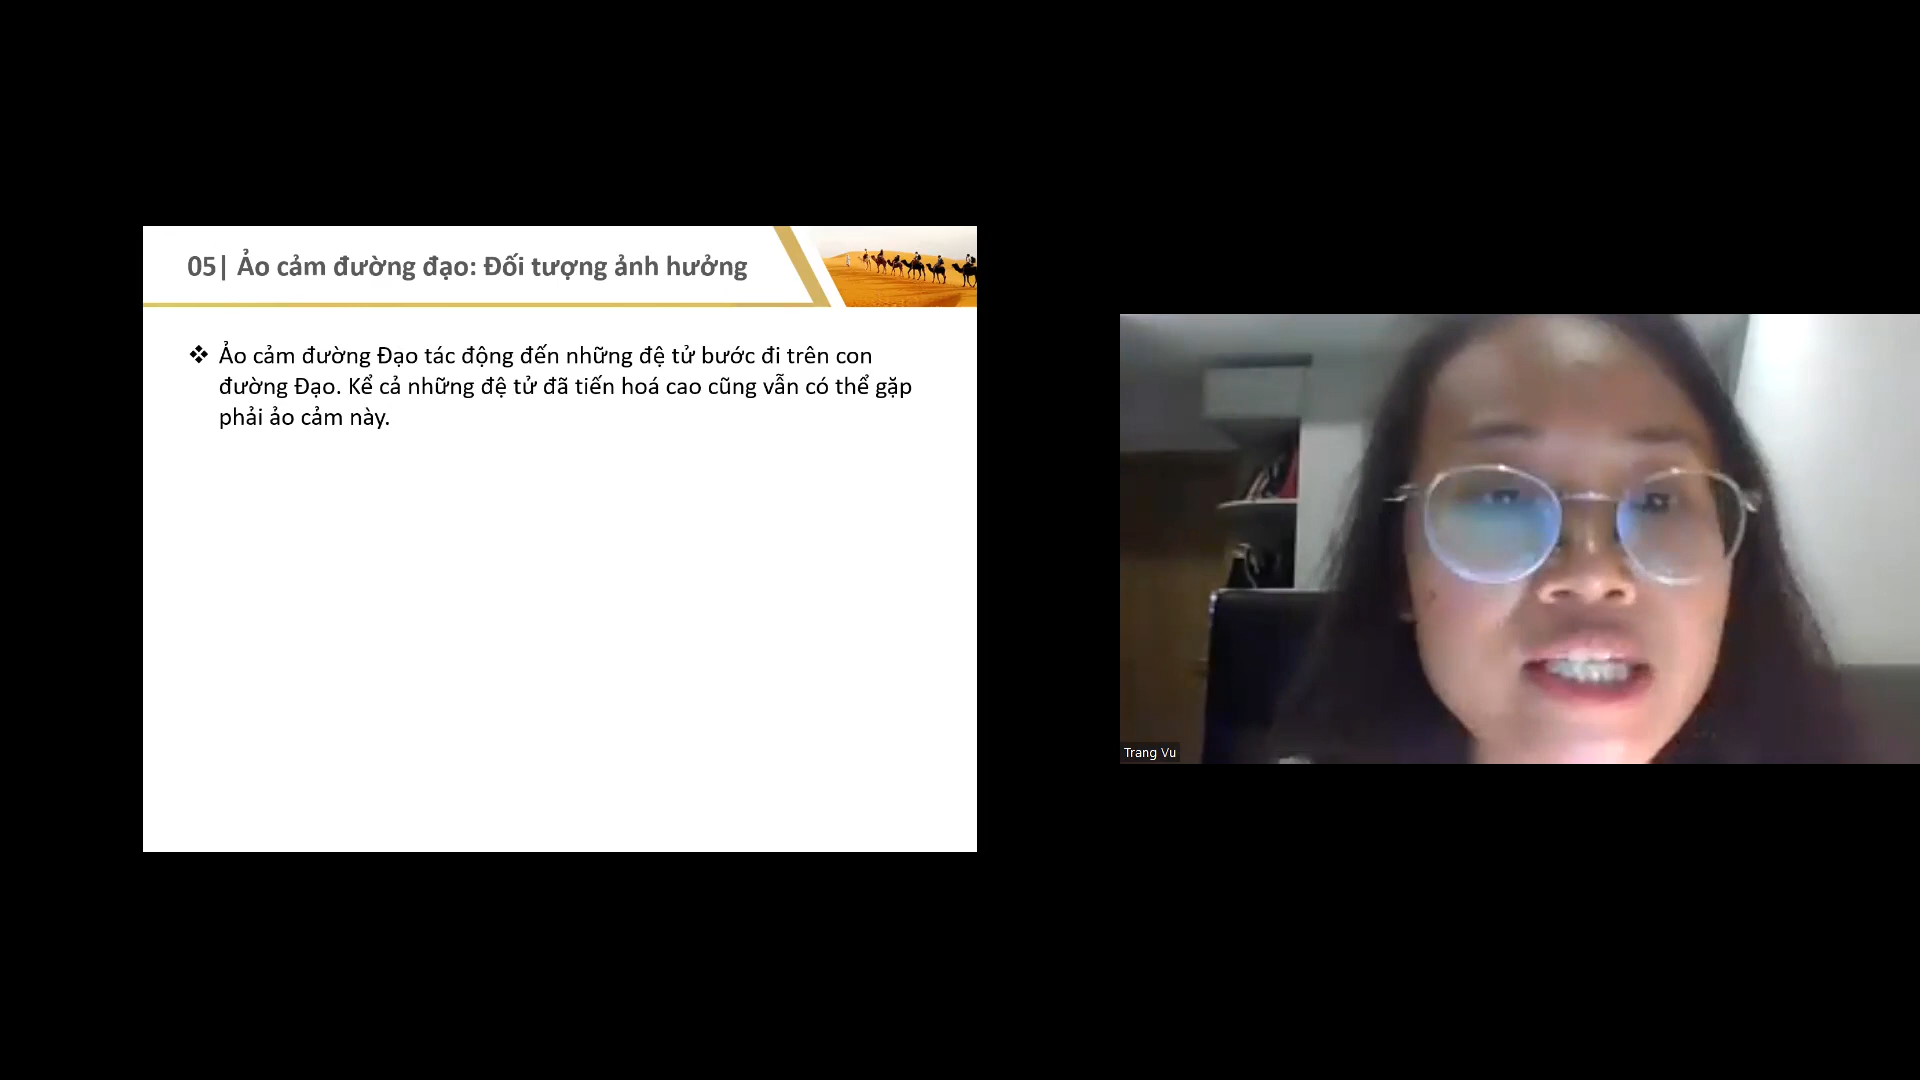 05| Ảo cảm đường đạo: Đối tượng ảnh hưởng
❖ Ảo cảm đường Đạo tác động đến những đệ tử bước đi trên con
đường Đạo. Kể cả những đệ tử đã tiến hoá cao cũng vẫn có thể gặp
phải ảo cảm này.
Trang Vu